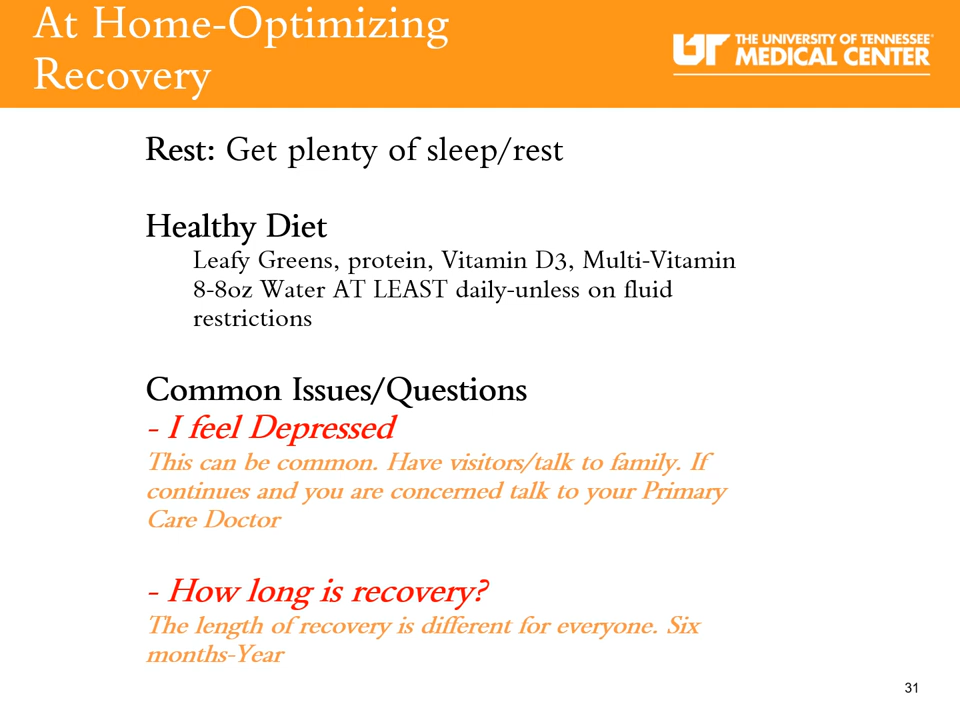 At Home-Optimizing
Recovery
THE UNIVERSITY OF TENNESSEE
MEDICAL CENTER
Rest: Get plenty of sleep/rest
Healthy Diet
Leafy Greens, protein, Vitamin D3, Multi-Vitamin
8-8oz Water AT LEAST daily-unless on fluid
restrictions
Common Issues/Questions
- I feel Depressed
This can be common. Have visitors/talk to family. If
continues and you are concerned talk to your Primary
Care Doctor
- How long is recovery?
The length of recovery is different for everyone. Six
months-Year
31